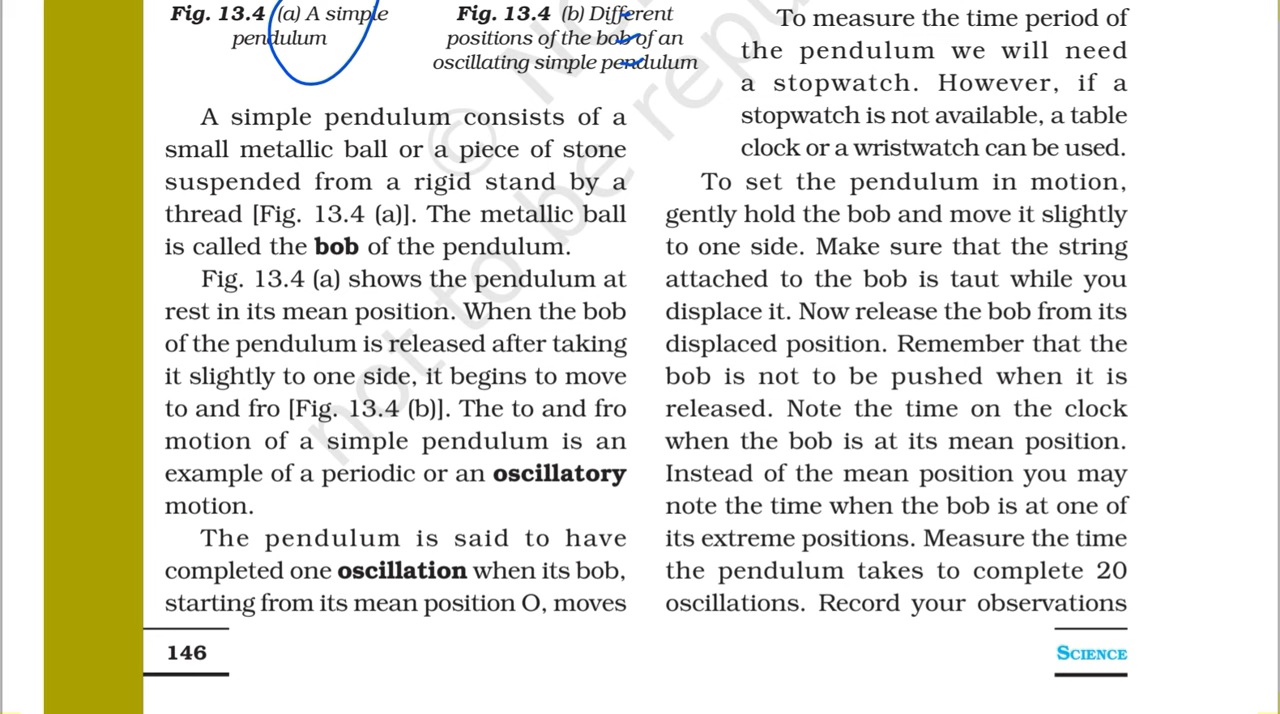 Fig. 13.4 (a) A simple
pendulum
Fig. 13.4 (b) Different
positions of the bob of an
oscillating simple pendulum
A simple pendulum consists of a
small metallic ball or a piece of stone
suspended from a rigid stand by a
thread [Fig. 13.4 (a)]. The metallic ball
is called the bob of the pendulum.
Fig. 13.4 (a) shows the pendulum at
rest in its mean position. When the bob
of the pendulum is released after taking
it slightly to one side, it begins to move
to and fro [Fig. 13.4 (b)]. The to and fro
motion of a simple pendulum is an
example of a periodic or an oscillatory
motion.
The pendulum is said to have
completed one oscillation when its bob,
starting from its mean position O, moves
To measure the time period of
the pendulum we will need
a stopwatch. However, if a
stopwatch is not available, a table
clock or a wristwatch can be used.
To set the pendulum in motion,
gently hold the bob and move it slightly
to one side. Make sure that the string
attached to the bob is taut while you
displace it. Now release the bob from its
displaced position. Remember that the
bob is not to be pushed when it is
released. Note the time on the clock
when the bob is at its mean position.
Instead of the mean position you may
note the time when the bob is at one of
its extreme positions. Measure the time
the pendulum takes to complete 20
oscillations. Record your observations
146
SCIENCE
not to be